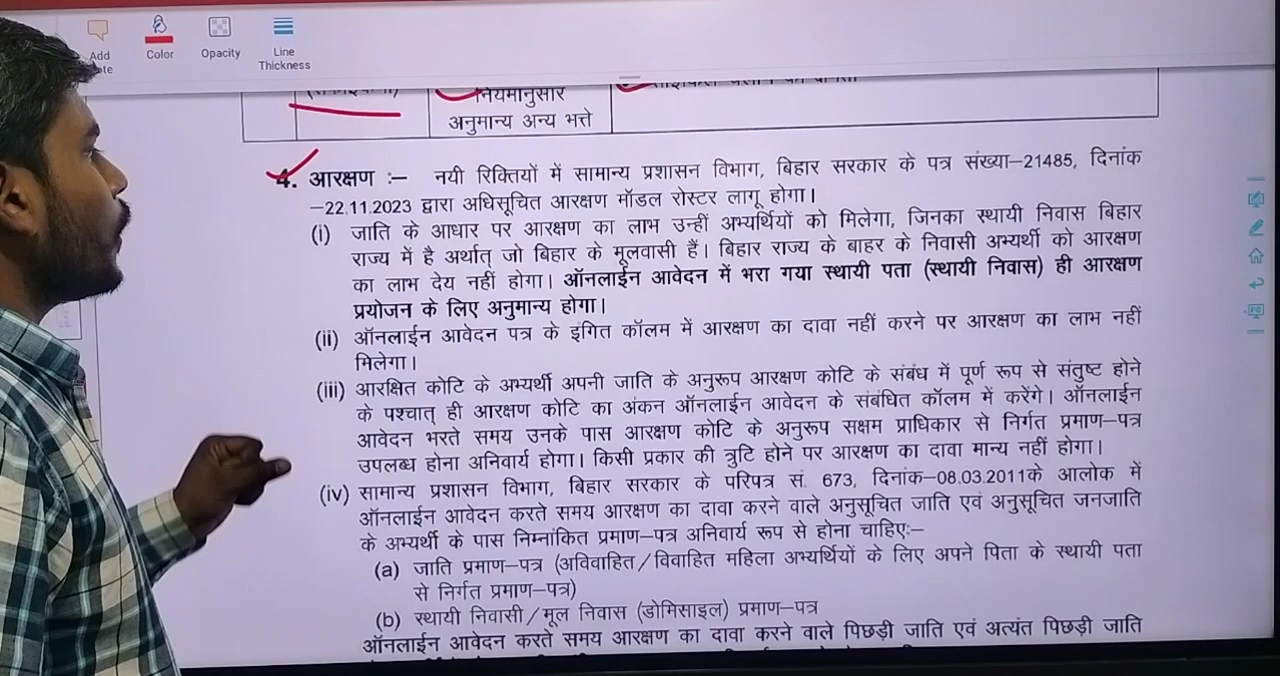 Add
Color
Opacity
Line
Thickness
नियमानुसार
अनुमान्य अन्य भत्ते
4. आरक्षण :– नयी रिक्तियों में सामान्य प्रशासन विभाग, बिहार सरकार के पत्र संख्या–21485, दिनांक
–22.11.2023 द्वारा अधिसूचित आरक्षण मॉडल रोस्टर लागू होगा।
(i) जाति के आधार पर आरक्षण का लाभ उन्हीं अभ्यर्थियों को मिलेगा, जिनका स्थायी निवास बिहार
राज्य में है अर्थात् जो बिहार के मूलवासी हैं। बिहार राज्य के बाहर के निवासी अभ्यर्थी को आरक्षण
का लाभ देय नहीं होगा। ऑनलाईन आवेदन में भरा गया स्थायी पता (स्थायी निवास) ही आरक्षण
प्रयोजन के लिए अनुमान्य होगा।
(ii) ऑनलाईन आवेदन पत्र के इंगित कॉलम में आरक्षण का दावा नहीं करने पर आरक्षण का लाभ नहीं
मिलेगा।
(iii) आरक्षित कोटि के अभ्यर्थी अपनी जाति के अनुरूप आरक्षण कोटि के संबंध में पूर्ण रूप से संतुष्ट होने
के पश्चात् ही आरक्षण कोटि का अंकन ऑनलाईन आवेदन के संबंधित कॉलम में करेंगे। ऑनलाईन
आवेदन भरते समय उनके पास आरक्षण कोटि के अनुरूप सक्षम प्राधिकार से निर्गत प्रमाण–पत्र
उपलब्ध होना अनिवार्य होगा। किसी प्रकार की त्रुटि होने पर आरक्षण का दावा मान्य नहीं होगा।
(iv) सामान्य प्रशासन विभाग, बिहार सरकार के परिपत्र सं. 673, दिनांक–08.03.2011के आलोक में
ऑनलाईन आवेदन करते समय आरक्षण का दावा करने वाले अनुसूचित जाति एवं अनुसूचित जनजाति
के अभ्यर्थी के पास निम्नांकित प्रमाण–पत्र अनिवार्य रूप से होना चाहिएः–
(a) जाति प्रमाण–पत्र (अविवाहित/विवाहित महिला अभ्यर्थियों के लिए अपने पिता के स्थायी पता
से निर्गत प्रमाण–पत्र)
(b) स्थायी निवासी/मूल निवास (डोमिसाइल) प्रमाण–पत्र
ऑनलाईन आवेदन करते समय आरक्षण का दावा करने वाले पिछड़ी जाति एवं अत्यंत पिछड़ी जाति